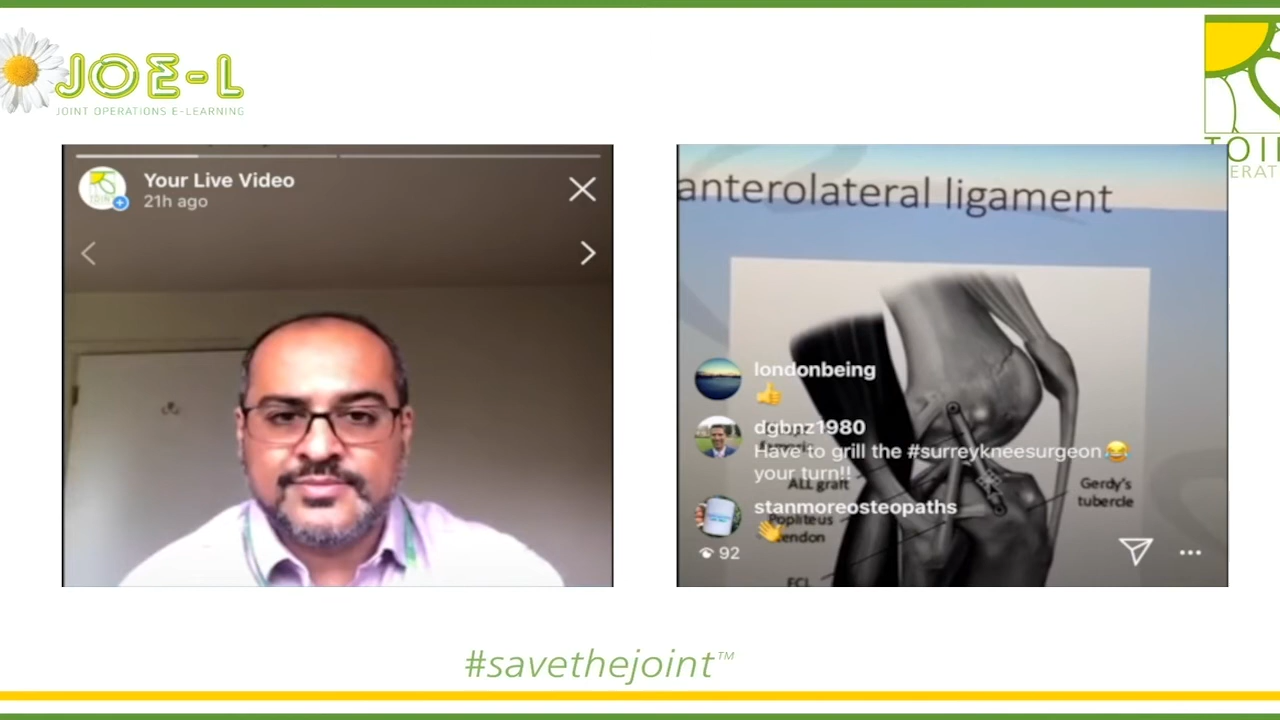 JOE-L
JOINT OPERATIONS E-LEARNING
Your Live Video
21h ago
anterolateral ligament
londonbeing
👍
dgbnz1980
Have to grill the #surreykneesurgeon😂
your turn!!
ALL graft
Gerdy's
tubercle
stanmoreosteopaths
👏
Popliteus
tendon
92
FCL
#savethejoint™